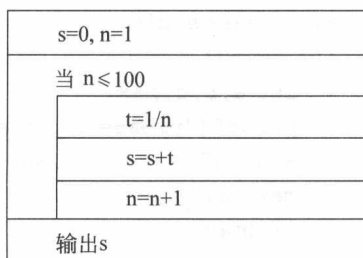 s=0, n=1
当 n≤100
t=1/n
s=s+t
n=n+1
输出s